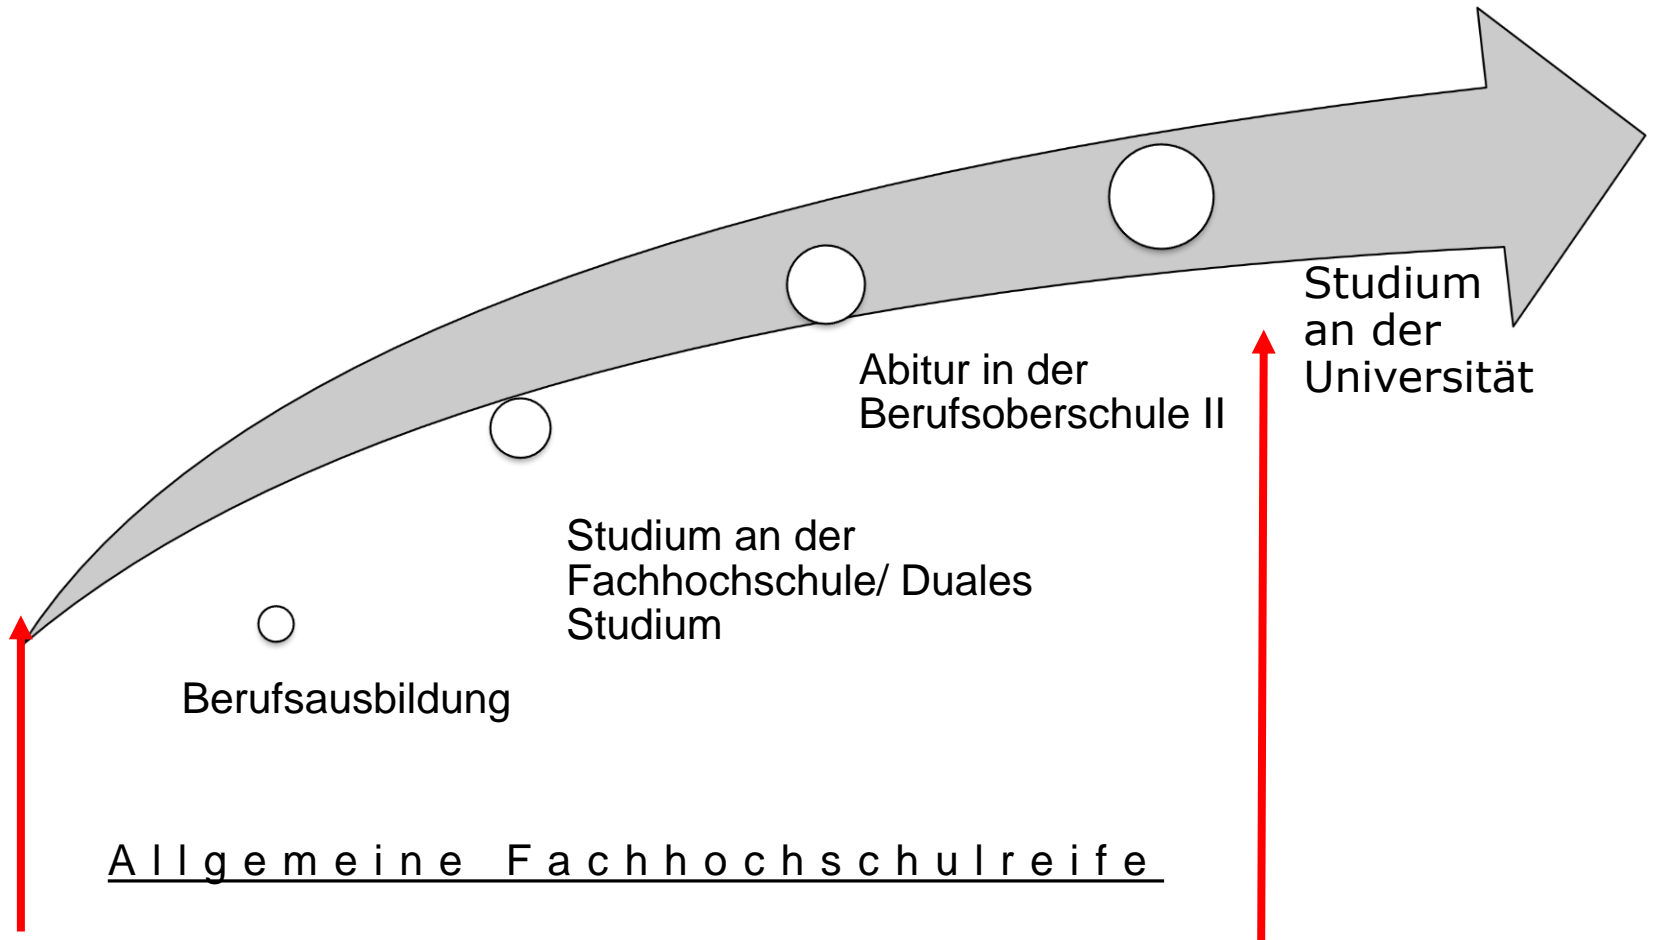 Studium
an der
Universität
Abitur in der
Berufsoberschule II
Studium an der
Fachhochschule/ Duales
Studium
Berufsausbildung
Allgemeine Fachhochschulreife